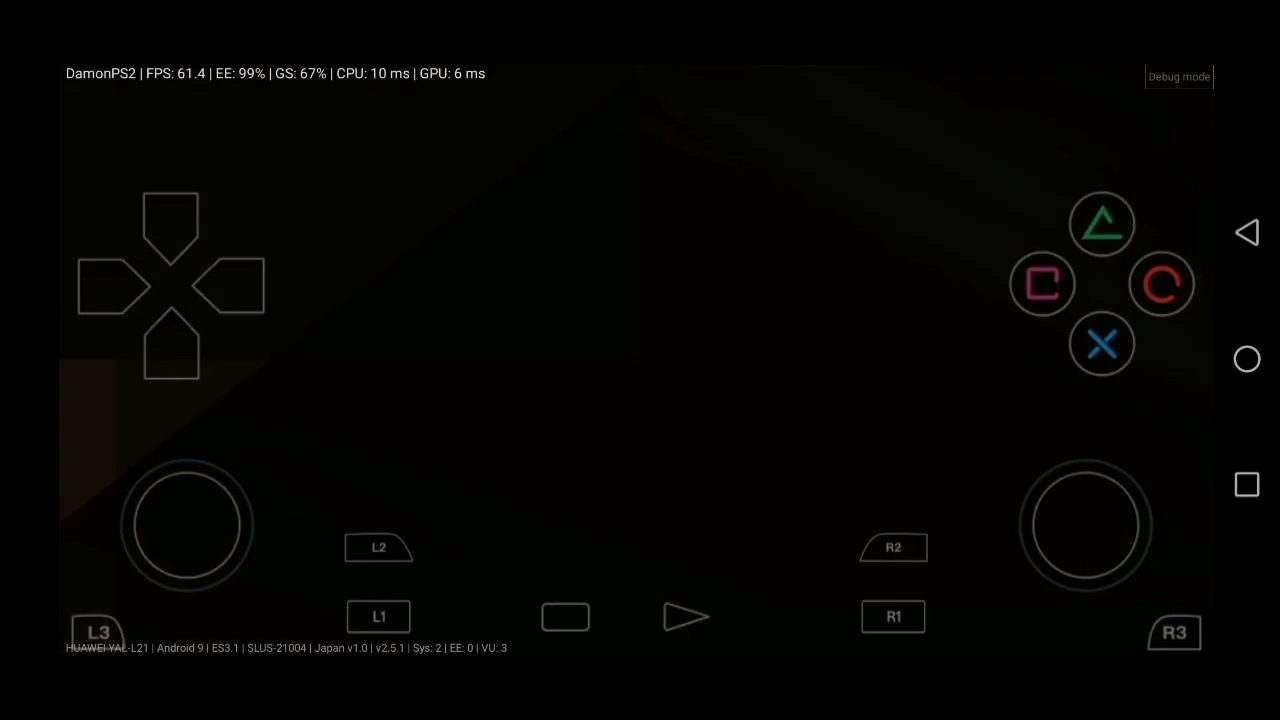 DamonPS2 | FPS: 61.4 | EE: 99% | GS: 67% | CPU: 10 ms | GPU: 6 ms
Debug mode
L2
R2
L1
R1
L3
R3
HUAWEI YAL-L21 | Android 9 | ES3.1 | SLUS-21004 | Japan v1.0 | v2.5.1 | Sys: 2 | EE: 0 | VU: 3